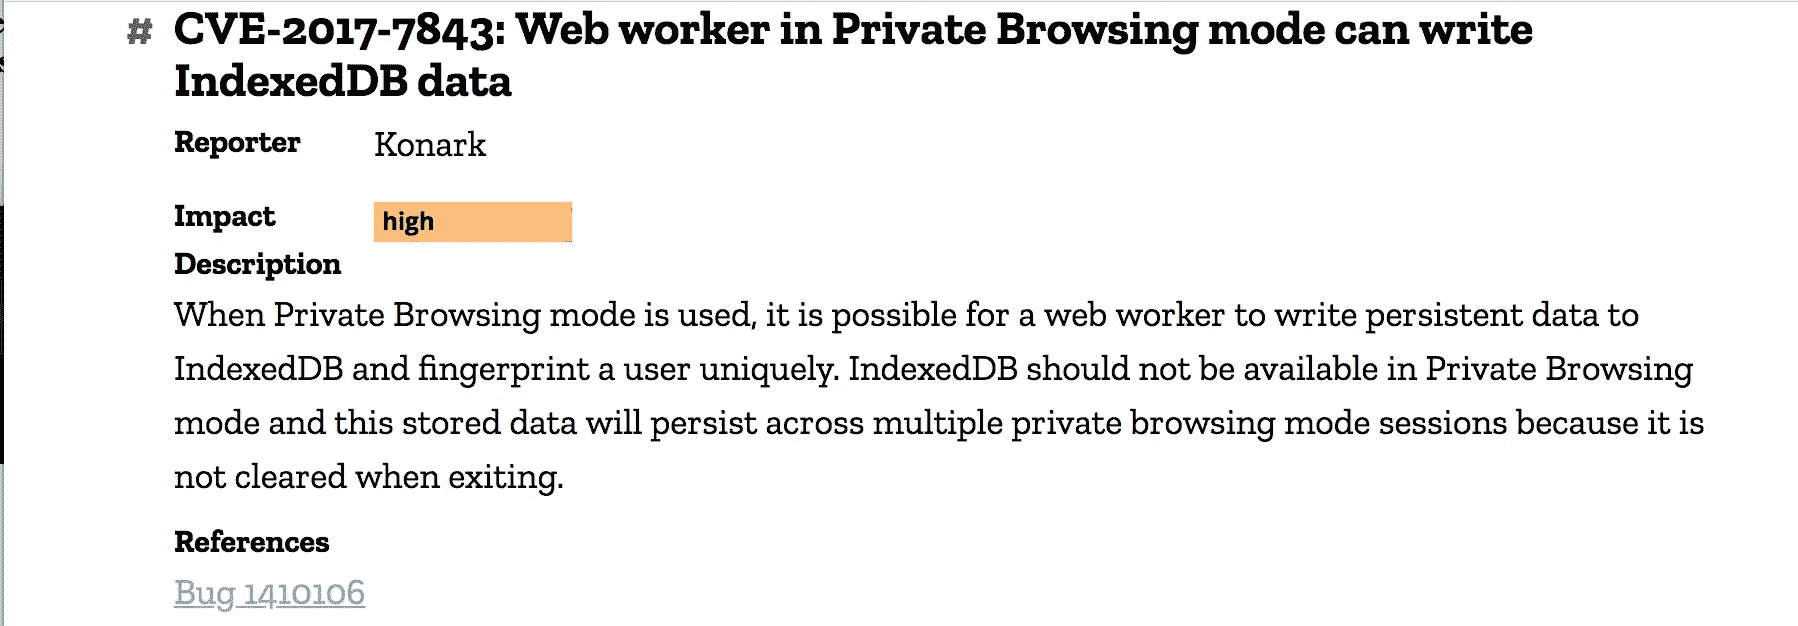 # CVE-2017-7843: Web worker in Private Browsing mode can write
IndexedDB data
Reporter Konark
Impact high
Description
When Private Browsing mode is used, it is possible for a web worker to write persistent data to
IndexedDB and fingerprint a user uniquely. IndexedDB should not be available in Private Browsing
mode and this stored data will persist across multiple private browsing mode sessions because it is
not cleared when exiting.
References
Bug 1410106